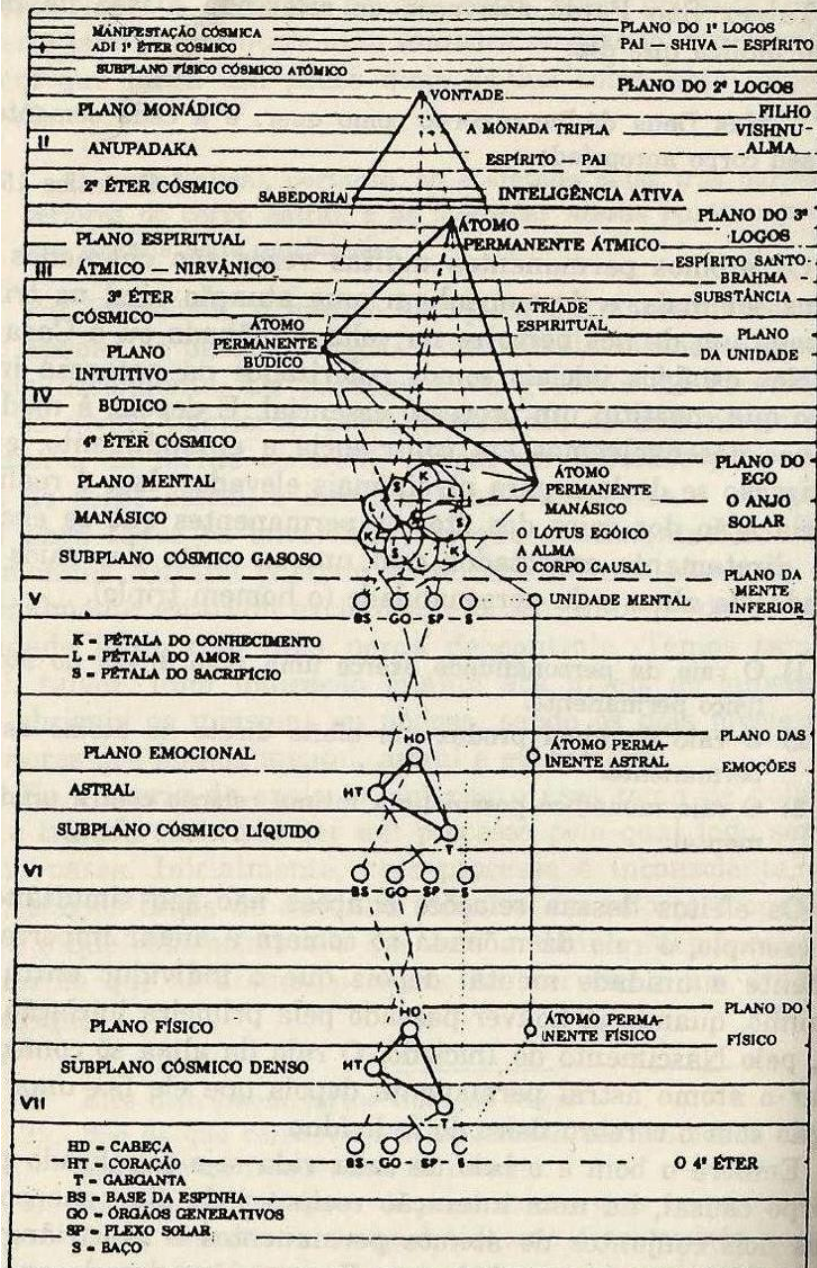 MANIFESTAÇÃO CÓSMICA
PLANO DO 1º LOGOS
ADI 1º ÉTER CÓSMICO
PAI — SHIVA — ESPÍRITO
SUBPLANO FÍSICO CÓSMICO ATÓMICO
PLANO DO 2º LOGOS
VONTADE
PLANO MONÁDICO
FILHO
A MÔNADA TRIPLA
VISHNU-
II
ANUPADAKA
ESPÍRITO — PAI
ALMA
2º ÉTER CÓSMICO
SABEDORIA
INTELIGÊNCIA ATIVA
PLANO DO 3º
LOGOS
ÁTOMO
PERMANENTE ÁTMICO
PLANO ESPIRITUAL
ESPÍRITO SANTO-
BRAHMA
SUBSTÂNCIA
III
ÁTMICO — NIRVÂNICO
3º ÉTER
CÓSMICO
A TRÍADE
ESPIRITUAL
ÁTOMO
PERMANENTE
BÚDICO
PLANO
DA UNIDADE
PLANO
INTUITIVO
IV
BÚDICO
4º ÉTER CÓSMICO
PLANO DO
EGO
O ANJO
SOLAR
PLANO MENTAL
MANÁSICO
SUBPLANO CÓSMICO GASOSO
K
S
L
L
K
L
S
K
ÁTOMO
PERMANENTE
MANÁSICO
O LÓTUS EGÓICO
A ALMA
O CORPO CAUSAL
PLANO DA
MENTE
INFERIOR
V
UNIDADE MENTAL
BS GO SP S
K - PÉTALA DO CONHECIMENTO
L - PÉTALA DO AMOR
S - PÉTALA DO SACRIFÍCIO
HD
PLANO DAS
EMOÇÕES
PLANO EMOCIONAL
ÁTOMO PERMA-
NENTE ASTRAL
ASTRAL
HT
SUBPLANO CÓSMICO LÍQUIDO
T
VI
BS GO SP S
HD
PLANO DO
FÍSICO
PLANO FÍSICO
ÁTOMO PERMA-
NENTE FÍSICO
SUBPLANO CÓSMICO DENSO
HT
T
VII
BS GO SP S
O 4º ÉTER
HD - CABEÇA
HT - CORAÇÃO
T - GARGANTA
BS - BASE DA ESPINHA
GO - ÓRGÃOS GENERATIVOS
SP - PLEXO SOLAR
S - BAÇO